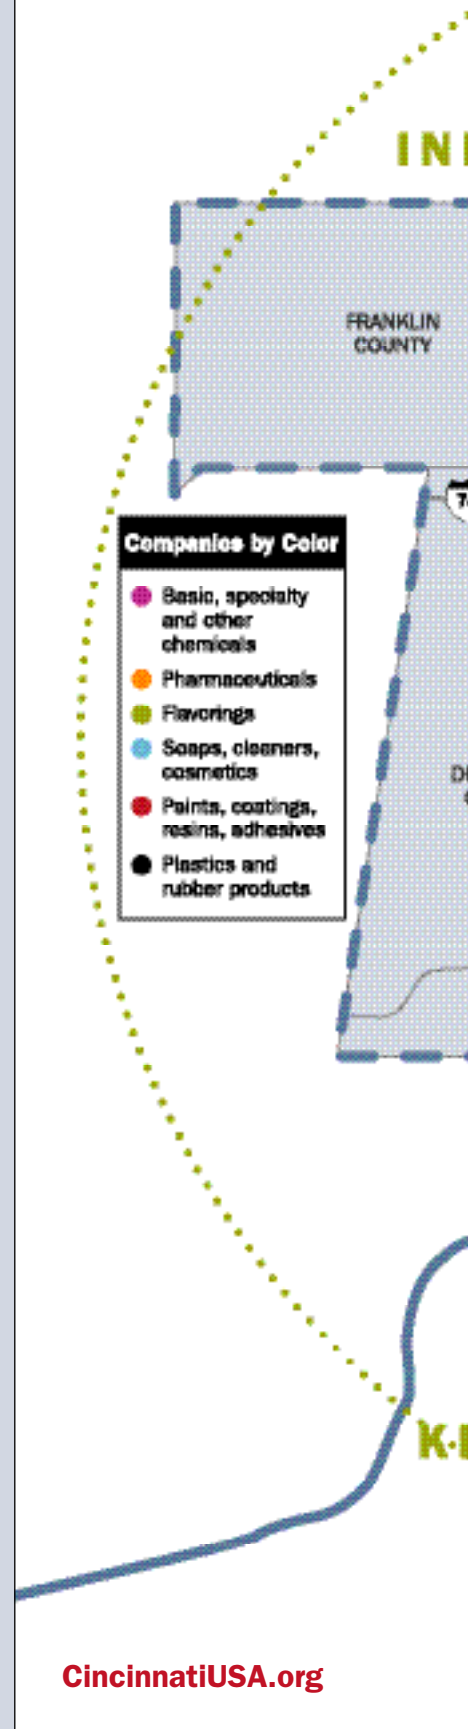 IN
FRANKLIN
COUNTY
Companies by Color
Basic, specialty
and other
chemicals
Pharmaceuticals
Flavorings
Soaps, cleaners,
cosmetics
Paints, coatings,
resins, adhesives
Plastics and
rubber products
K
CincinnatiUSA.org